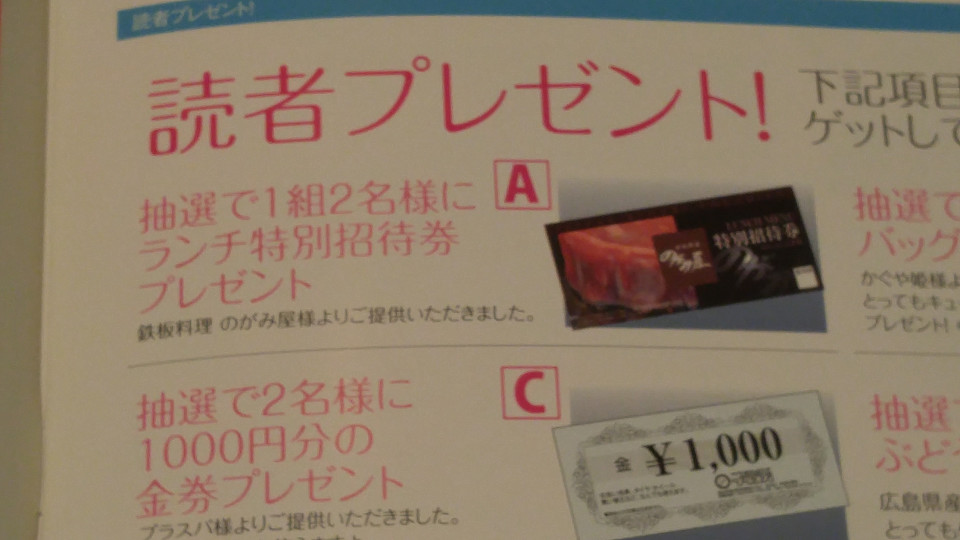 読者プレゼント!
読者プレゼント!
下記項目
ゲットして
A
抽選で1組2名様に
ランチ特別招待券
プレゼント
鉄板料理 のがみ屋様よりご提供いただきました。
特別招待券
のがみ屋
抽選で
バッグ
かぐや姫様よ
とってもキュ
プレゼント!
C
抽選で2名様に
1000円分の
金券プレゼント
プラスパ様よりご提供いただきました。
金 ¥1,000
抽選
ぶど
広島県産
とっても